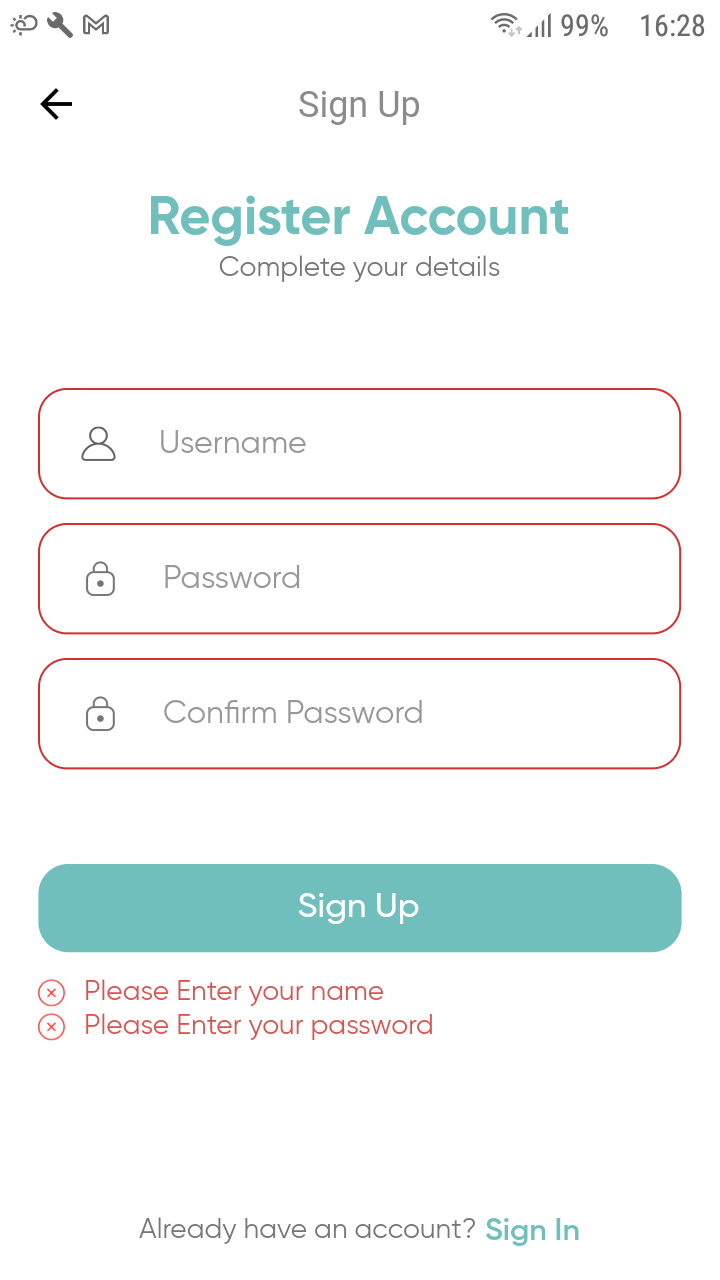 99% 16:28
Sign Up
Register Account
Complete your details
Username
Password
Confirm Password
Sign Up
Please Enter your name
Please Enter your password
Already have an account? Sign In